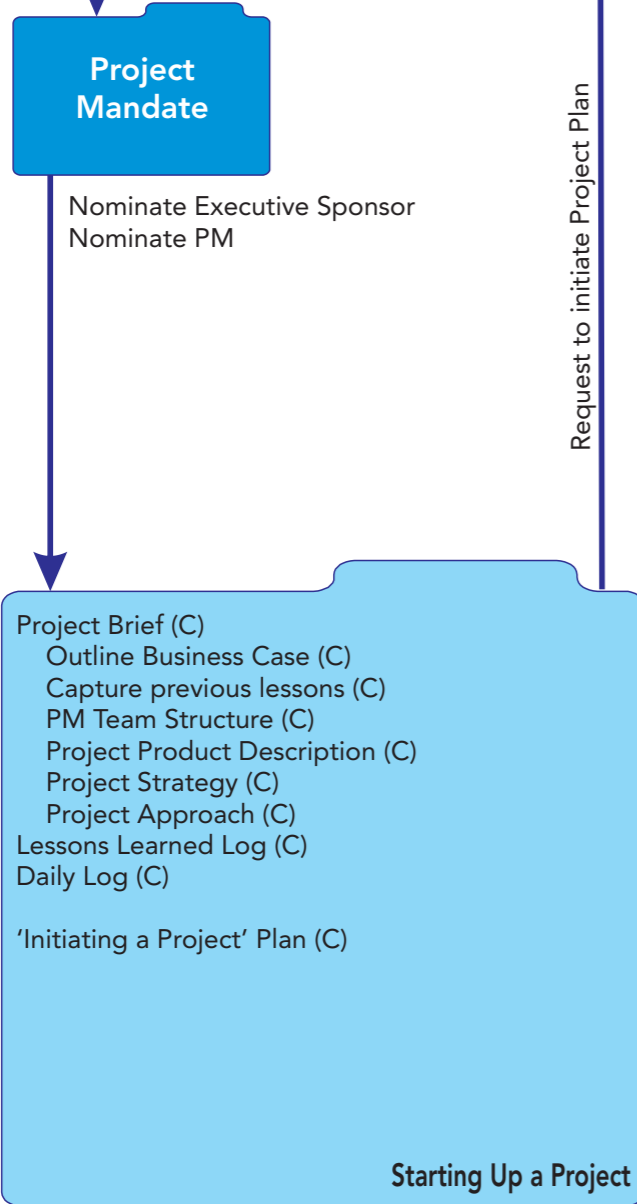 Project
Mandate
Nominate Executive Sponsor
Nominate PM
Request to initiate Project Plan
Project Brief (C)
Outline Business Case (C)
Capture previous lessons (C)
PM Team Structure (C)
Project Product Description (C)
Project Strategy (C)
Project Approach (C)
Lessons Learned Log (C)
Daily Log (C)
‘Initiating a Project’ Plan (C)
Starting Up a Project